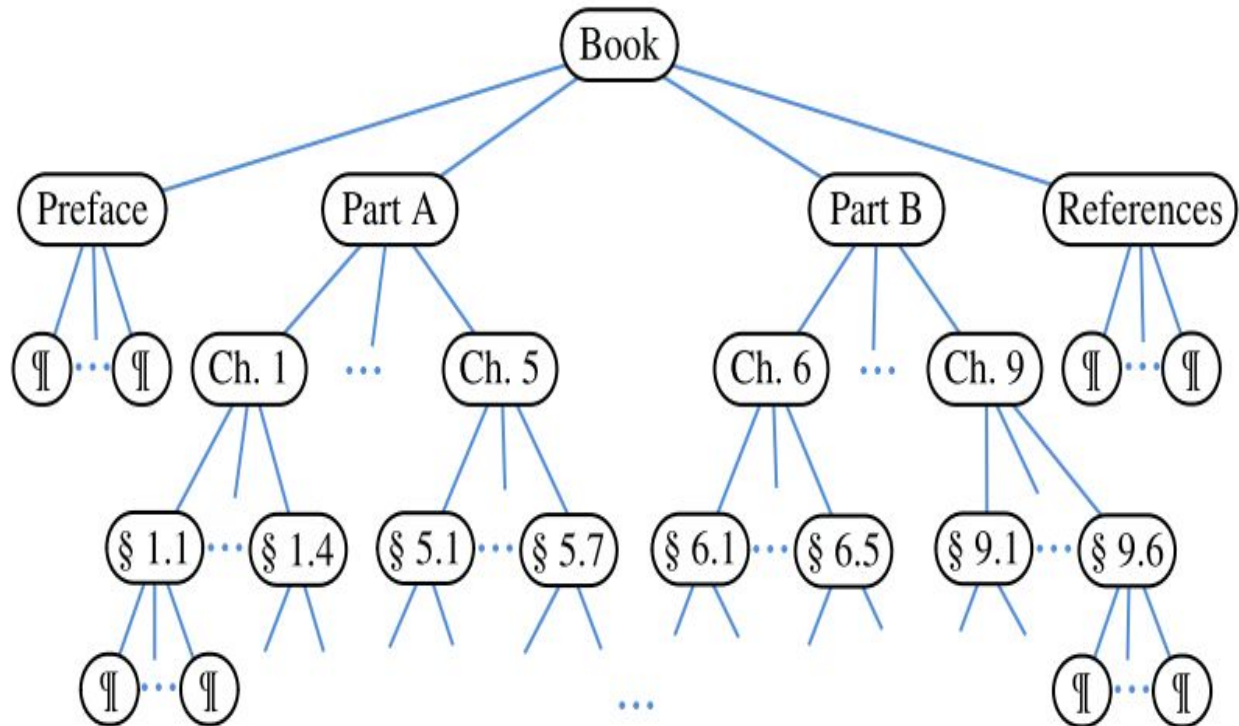 Book
Preface Part A Part B References
¶ ... ¶ Ch. 1 ... Ch. 5 Ch. 6 ... Ch. 9 ¶ ... ¶
§ 1.1 ... § 1.4 § 5.1 ... § 5.7 § 6.1 ... § 6.5 § 9.1 ... § 9.6
¶ ... ¶ ... ¶ ... ¶